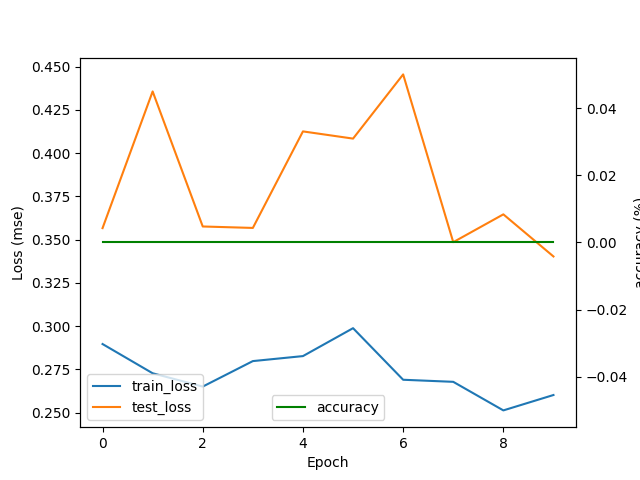 0.450
0.425
0.400
0.375
0.350
0.325
0.300
0.275
0.250
Loss (mse)
0.04
0.02
0.00
−0.02
−0.04
accuracy (%)
train_loss
test_loss
accuracy
0 2 4 6 8
Epoch